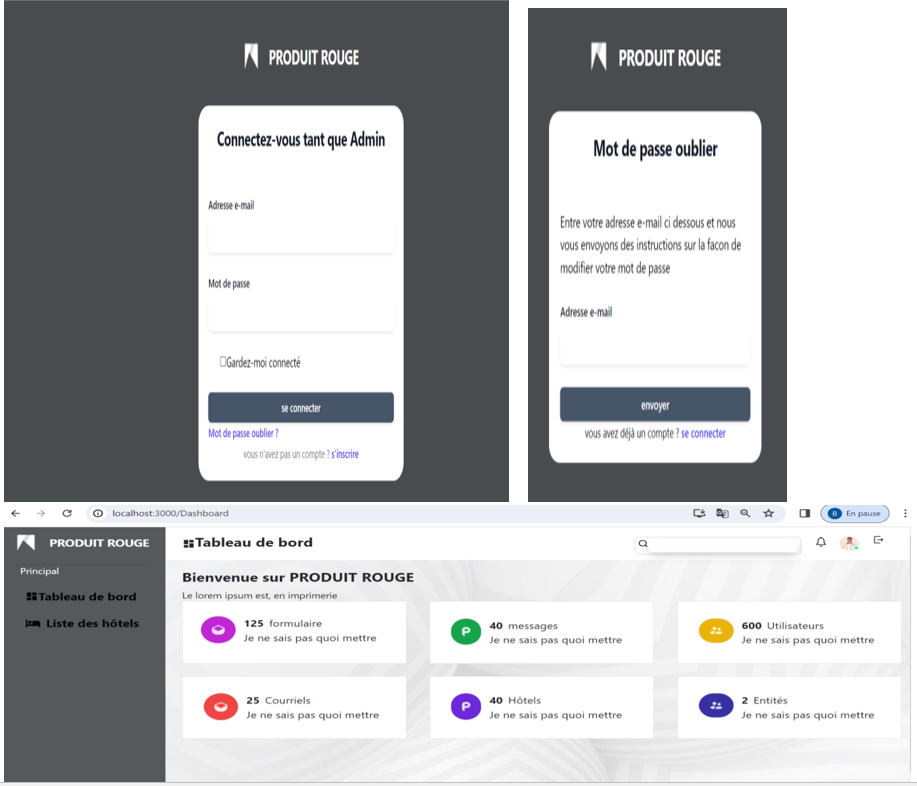 PRODUIT ROUGE
Connectez-vous tant que Admin
Adresse e-mail
Mot de passe
Gardez-moi connecté
se connecter
Mot de passe oublier ?
vous n'avez pas un compte ? s'inscrire
PRODUIT ROUGE
Mot de passe oublier
Entre votre adresse e-mail ci dessous et nous
vous envoyons des instructions sur la facon de
modifier votre mot de passe
Adresse e-mail
envoyer
vous avez déjà un compte ? se connecter
localhost:3000/Dashboard
B En pause
PRODUIT ROUGE
Tableau de bord
Principal
Tableau de bord
Liste des hôtels
Bienvenue sur PRODUIT ROUGE
Le lorem ipsum est, en imprimerie
125 formulaire
Je ne sais pas quoi mettre
P
40 messages
Je ne sais pas quoi mettre
600 Utilisateurs
Je ne sais pas quoi mettre
25 Courriels
Je ne sais pas quoi mettre
P
40 Hôtels
Je ne sais pas quoi mettre
2 Entités
Je ne sais pas quoi mettre